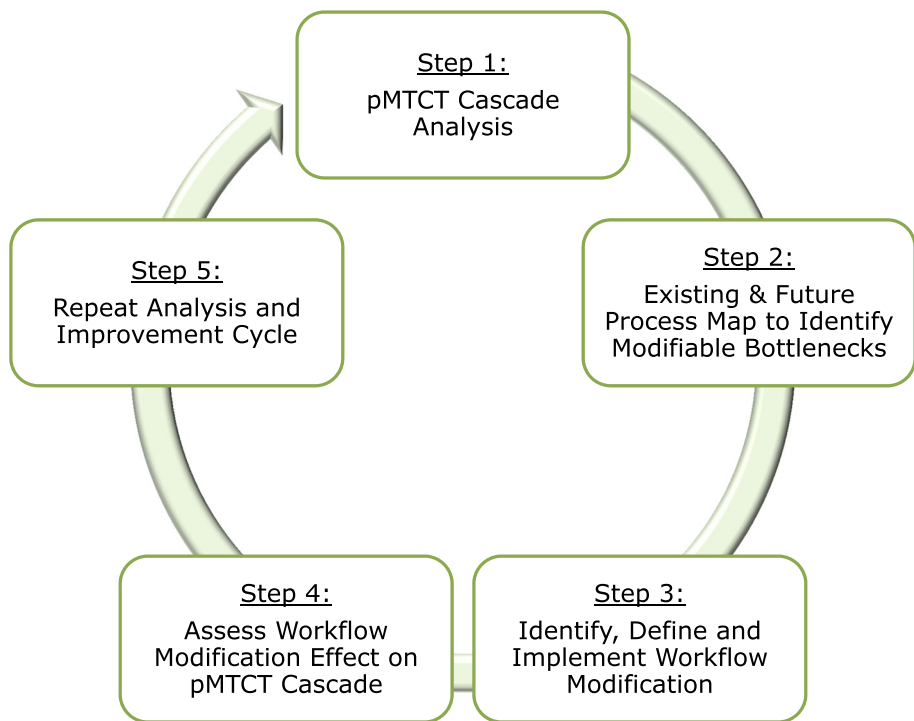 Step 1:
pMTCT Cascade
Analysis
Step 2:
Existing & Future
Process Map to Identify
Modifiable Bottlenecks
Step 3:
Identify, Define and
Implement Workflow
Modification
Step 4:
Assess Workflow
Modification Effect on
pMTCT Cascade
Step 5:
Repeat Analysis and
Improvement Cycle